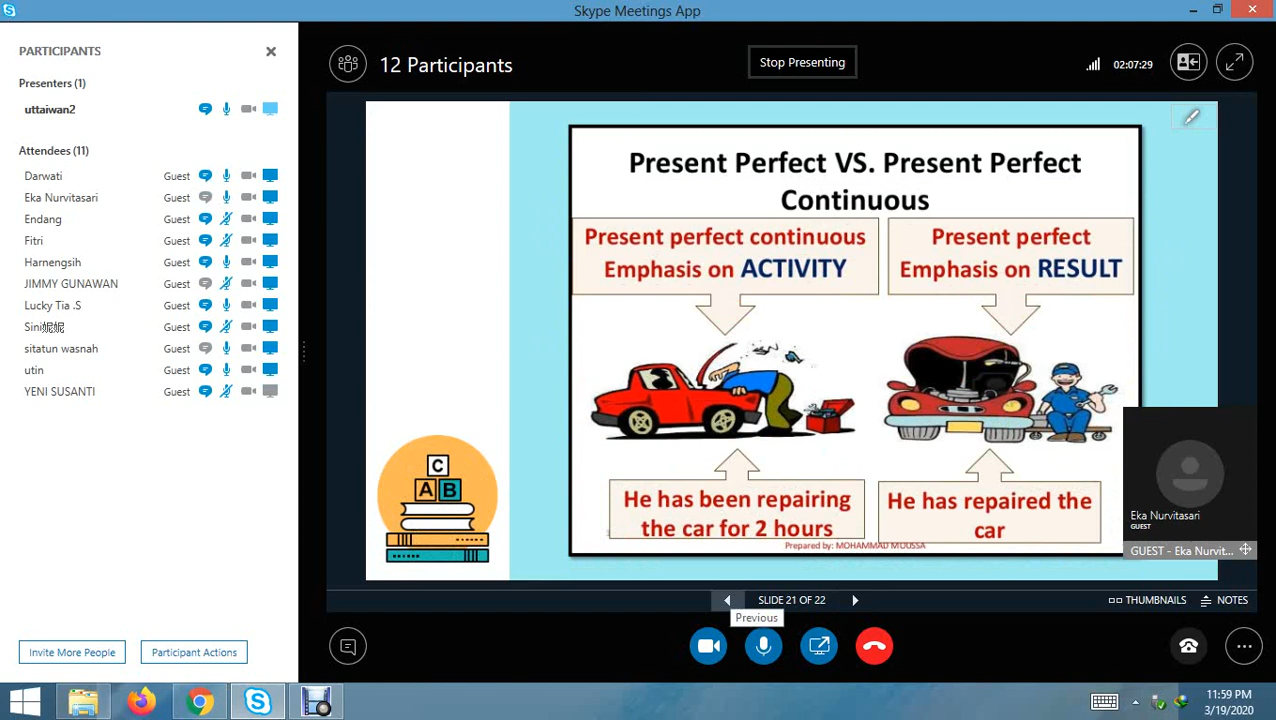 Skype Meetings App
PARTICIPANTS
Presenters (1)
uttaiwan2
Attendees (11)
Darwati Guest
Eka Nurvitasari Guest
Endang Guest
Fitri Guest
Harnengsih Guest
JIMMY GUNAWAN Guest
Lucky Tia .S Guest
Sini妮妮 Guest
sitatun wasnah Guest
utin Guest
YENI SUSANTI Guest
Invite More People
Participant Actions
12 Participants
Stop Presenting
02:07:29
Present Perfect VS. Present Perfect
Continuous
Present perfect continuous
Emphasis on ACTIVITY
Present perfect
Emphasis on RESULT
He has been repairing
the car for 2 hours
He has repaired the
car
Prepared by: MOHAMMAD MOUSSA
C
A B
Eka Nurvitasari
GUEST
GUEST - Eka Nurvit...
SLIDE 21 OF 22
THUMBNAILS
NOTES
Previous
11:59 PM
3/19/2020